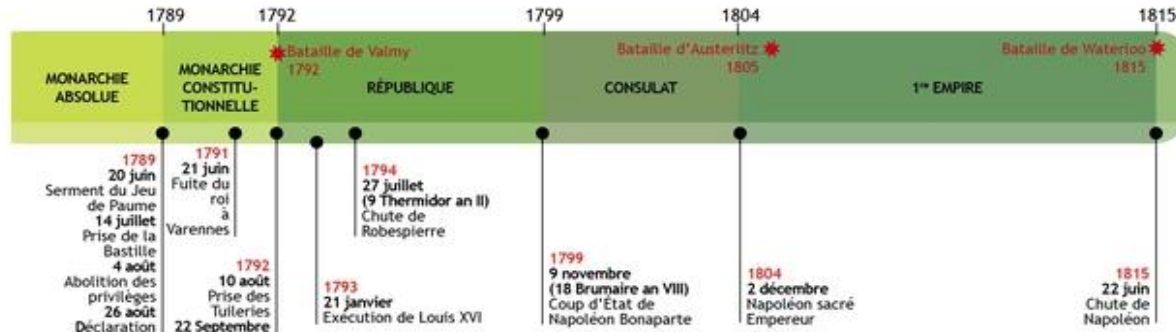 1789
1792
1799
1804
1815
Bataille de Valmy
1792
Bataille d'Austerlitz
1805
Bataille de Waterloo
1815
MONARCHIE
ABSOLUE
MONARCHIE
CONSTITU-
TIONNELLE
RÉPUBLIQUE
CONSULAT
1er EMPIRE
1789
20 juin
Serment du Jeu
de Paume
14 juillet
Prise de la
Bastille
4 août
Abolition des
privilèges
26 août
Déclaration
1791
21 juin
Fuite du
roi
à
Varennes
1792
10 août
Prise des
Tuileries
22 Septembre
1793
21 janvier
Exécution de Louis XVI
1794
27 juillet
(9 Thermidor an II)
Chute de
Robespierre
1799
9 novembre
(18 Brumaire an VIII)
Coup d'État de
Napoléon Bonaparte
1804
2 décembre
Napoléon sacré
Empereur
1815
22 juin
Chute de
Napoléon